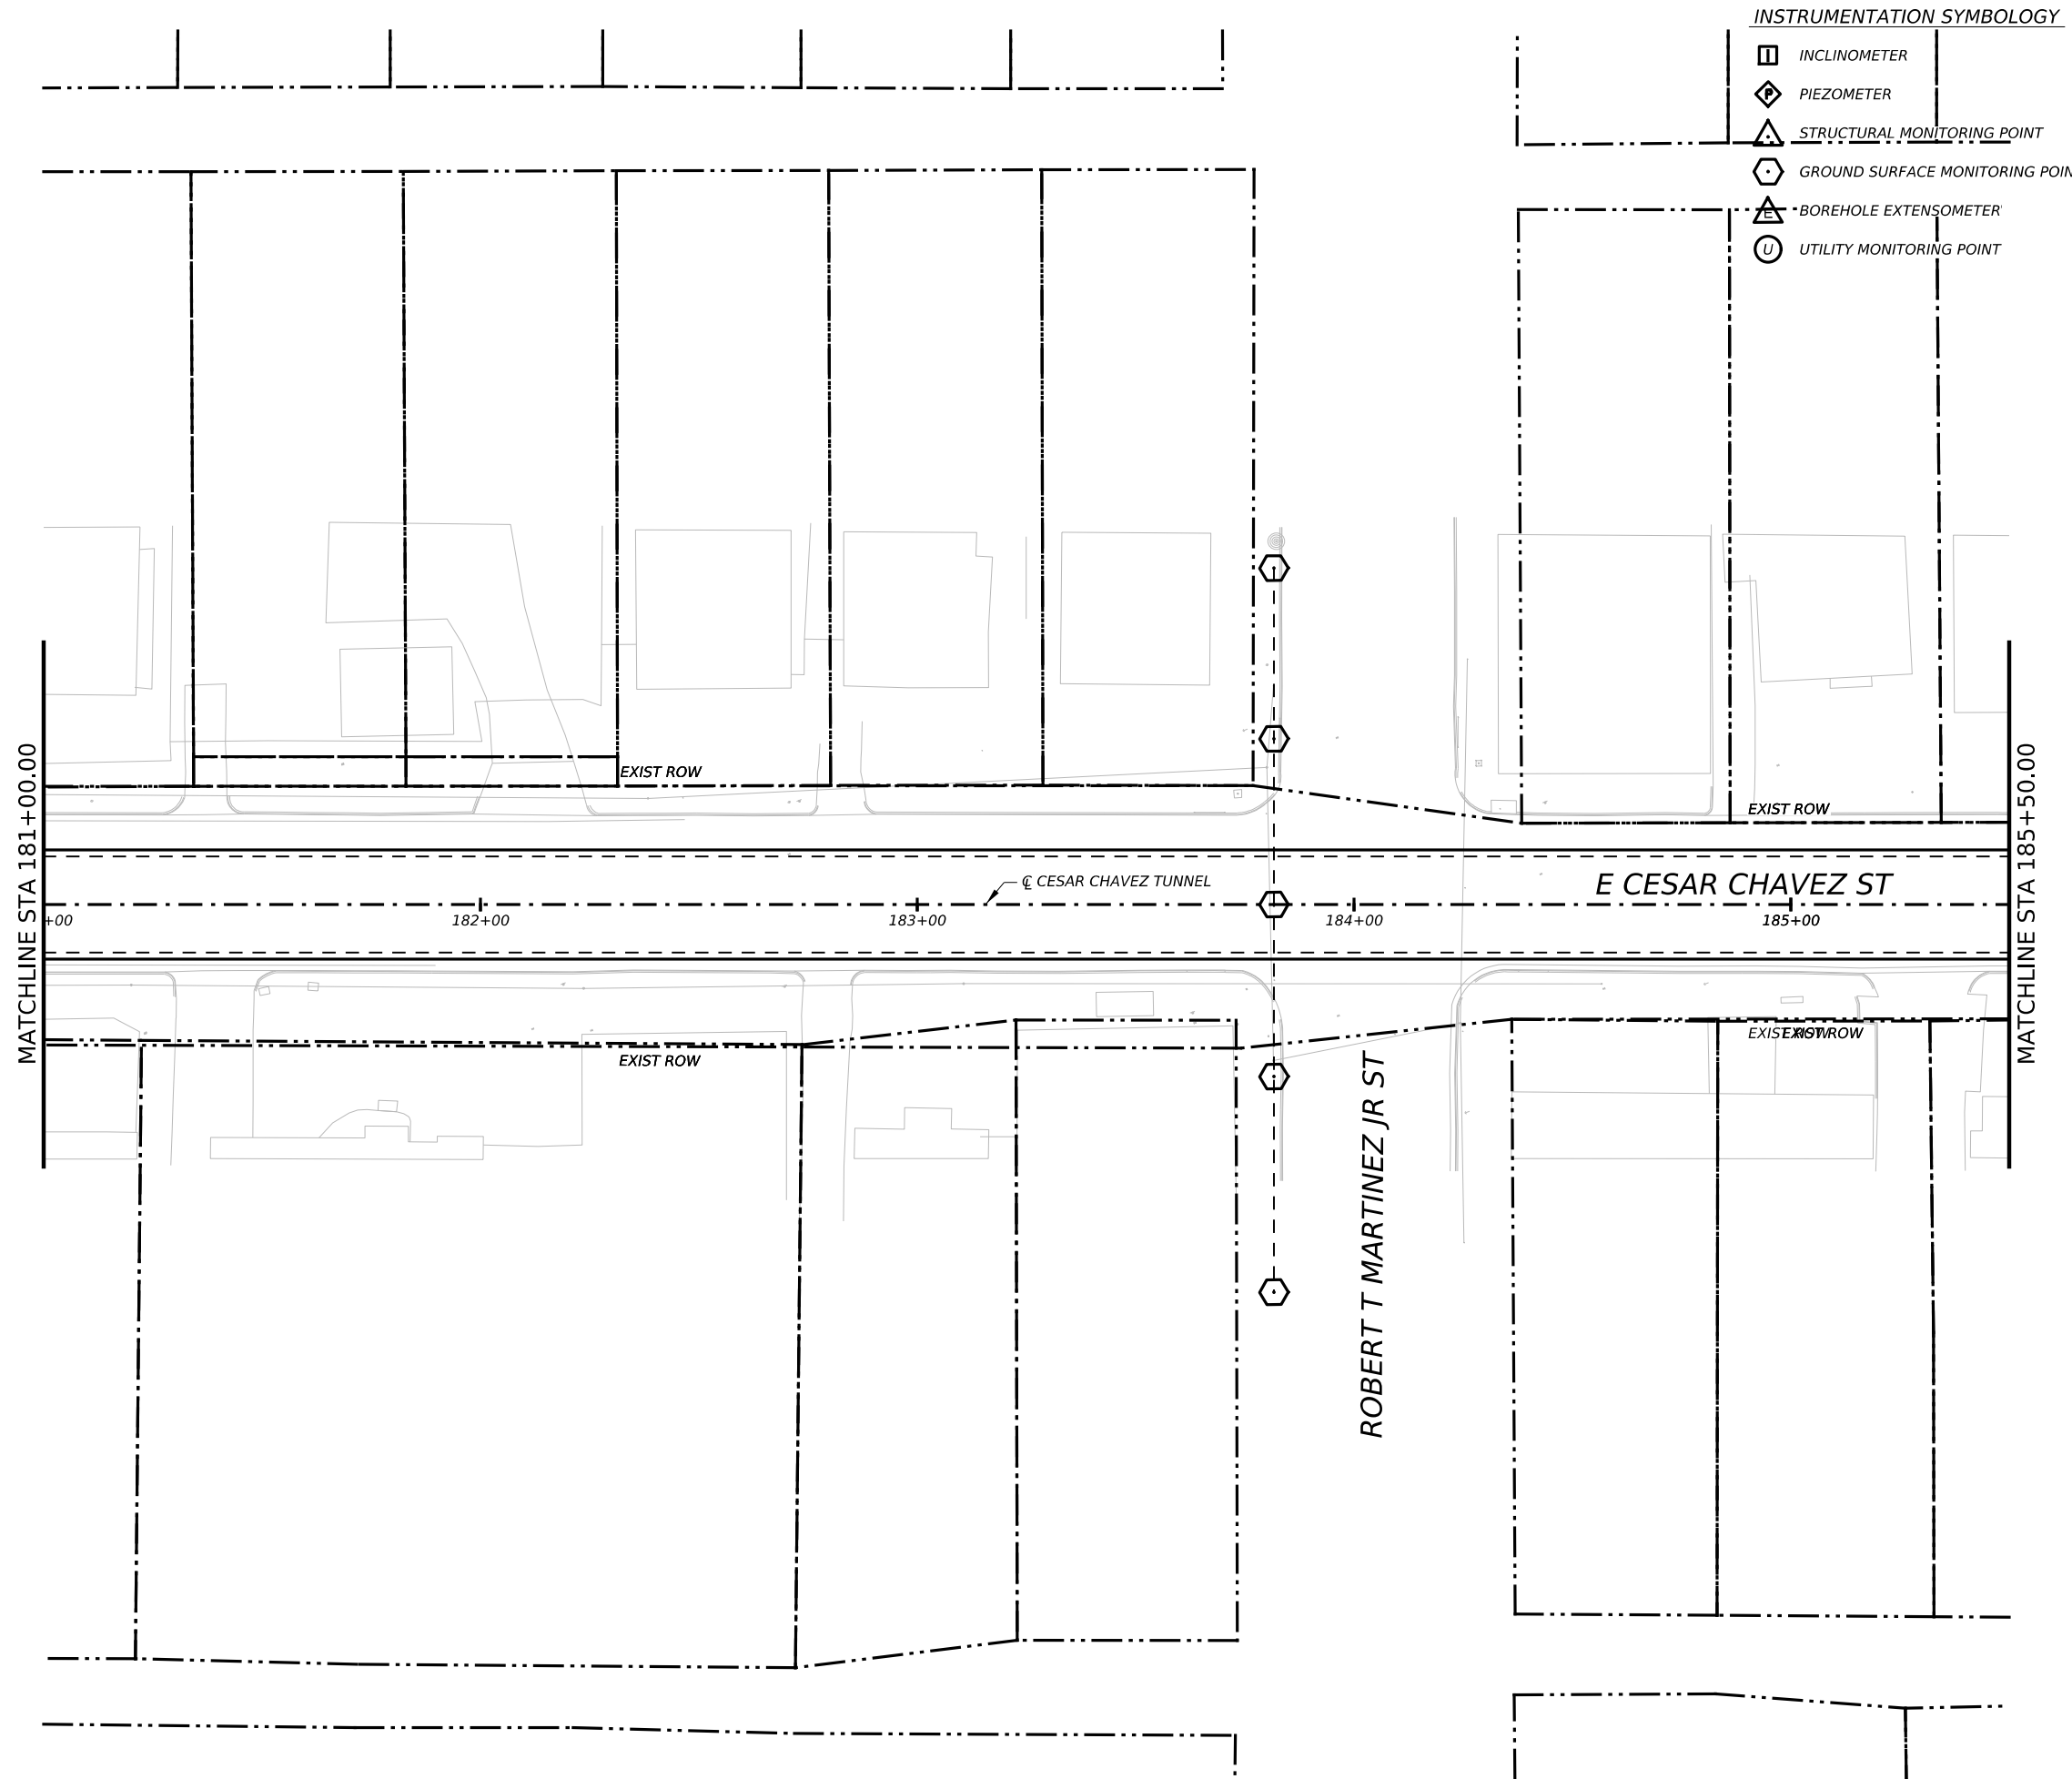 INSTRUMENTATION SYMBOLOGY
I INCLINOMETER
P PIEZOMETER
STRUCTURAL MONITORING POINT
GROUND SURFACE MONITORING POIN
E BOREHOLE EXTENSOMETER
U UTILITY MONITORING POINT
MATCHLINE STA 181+00.00
MATCHLINE STA 185+50.00
EXIST ROW
EXIST ROW
℄ CESAR CHAVEZ TUNNEL
E CESAR CHAVEZ ST
+00
182+00
183+00
184+00
185+00
EXIST ROW
EXIST ROW
EXIST ROW
ROBERT T MARTINEZ JR ST